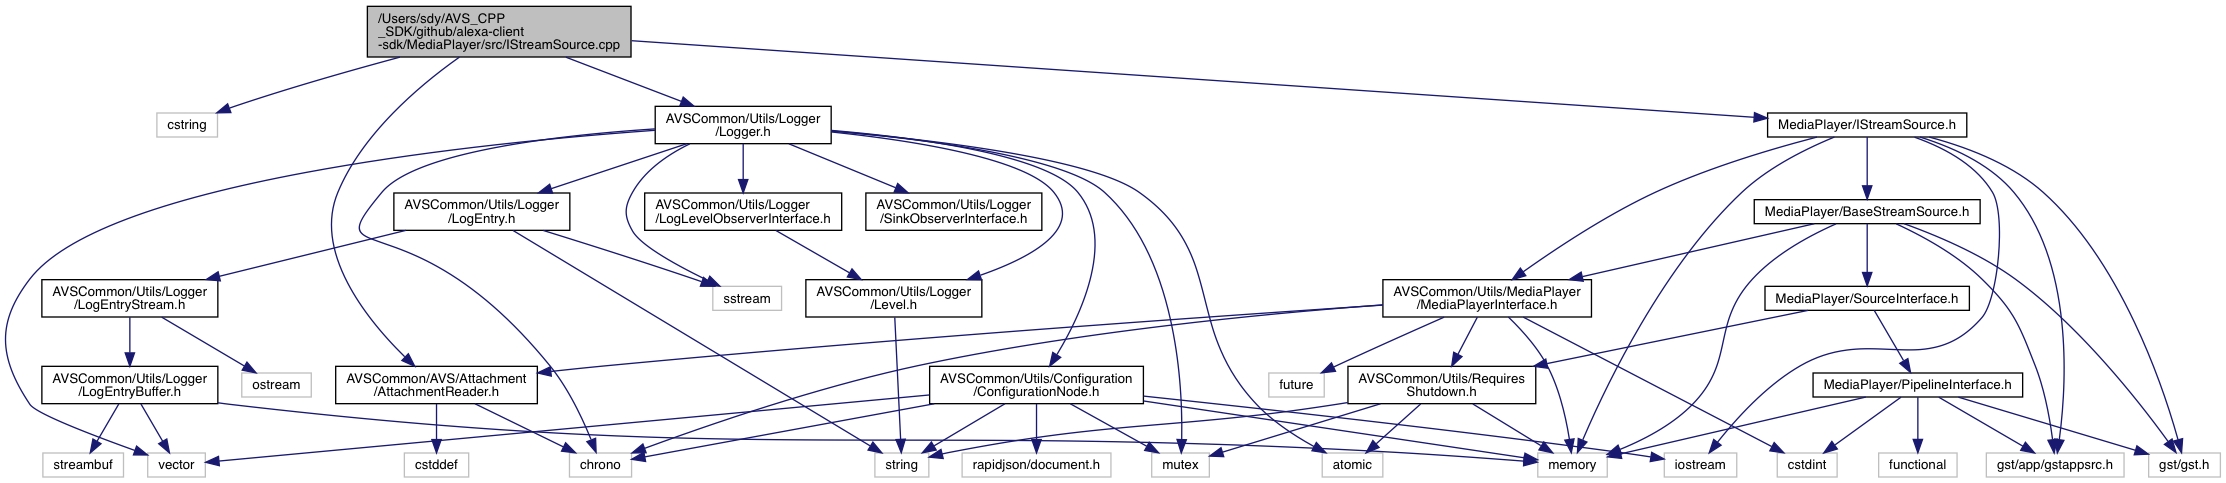 /Users/sdy/AVS_CPP
_SDK/github/alexa-client
-sdk/MediaPlayer/src/IStreamSource.cpp
cstring
AVSCommon/Utils/Logger
/Logger.h
MediaPlayer/IStreamSource.h
AVSCommon/Utils/Logger
/LogEntry.h
AVSCommon/Utils/Logger
/LogLevelObserverInterface.h
AVSCommon/Utils/Logger
/SinkObserverInterface.h
MediaPlayer/BaseStreamSource.h
AVSCommon/Utils/Logger
/LogEntryStream.h
sstream
AVSCommon/Utils/Logger
/Level.h
AVSCommon/Utils/MediaPlayer
/MediaPlayerInterface.h
MediaPlayer/SourceInterface.h
AVSCommon/Utils/Logger
/LogEntryBuffer.h
ostream
AVSCommon/AVS/Attachment
/AttachmentReader.h
AVSCommon/Utils/Configuration
/ConfigurationNode.h
future
AVSCommon/Utils/Requires
Shutdown.h
MediaPlayer/PipelineInterface.h
streambuf
vector
cstddef
chrono
string
rapidjson/document.h
mutex
atomic
memory
iostream
cstdint
functional
gst/app/gstappsrc.h
gst/gst.h